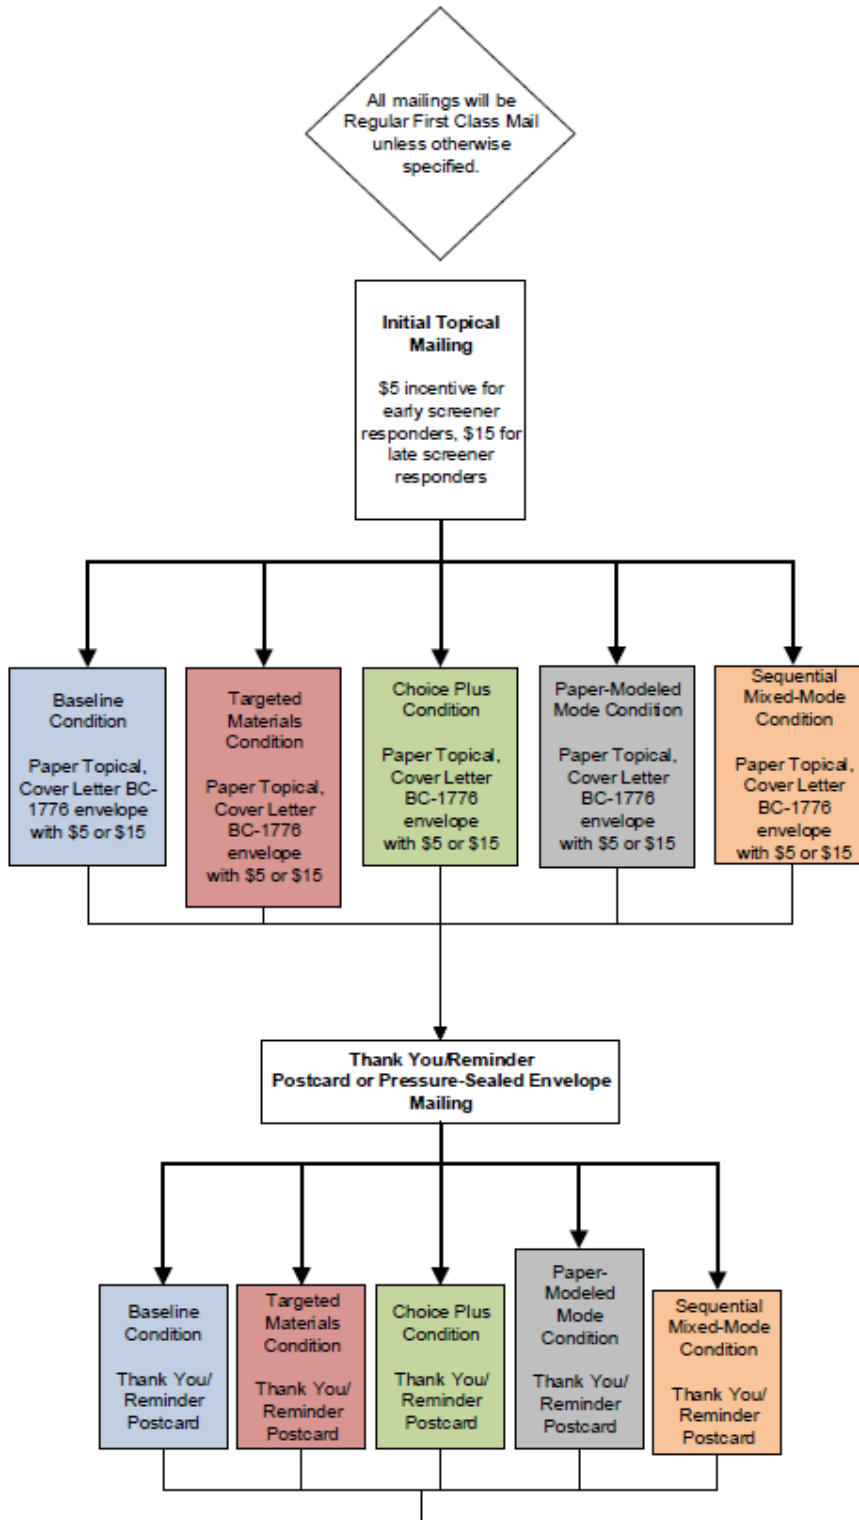 All mailings will be
Regular First Class Mail
unless otherwise
specified.
Initial Topical
Mailing
$5 incentive for
early screener
responders, $15 for
late screener
responders
Baseline
Condition
Paper Topical,
Cover Letter BC-
1776 envelope
with $5 or $15
Targeted
Materials
Condition
Paper Topical,
Cover Letter
BC-1776
envelope
with $5 or $15
Choice Plus
Condition
Paper Topical,
Cover Letter
BC-1776
envelope
with $5 or $15
Paper-Modeled
Mode Condition
Paper Topical,
Cover Letter
BC-1776
envelope
with $5 or $15
Sequential
Mixed-Mode
Condition
Paper Topical,
Cover Letter
BC-1776
envelope
with $5 or $15
Thank You/Reminder
Postcard or Pressure-Sealed Envelope
Mailing
Baseline
Condition
Thank You/
Reminder
Postcard
Targeted
Materials
Condition
Thank You/
Reminder
Postcard
Choice Plus
Condition
Thank You/
Reminder
Postcard
Paper-
Modeled
Mode
Condition
Thank You/
Reminder
Postcard
Sequential
Mixed-Mode
Condition
Thank You/
Reminder
Postcard